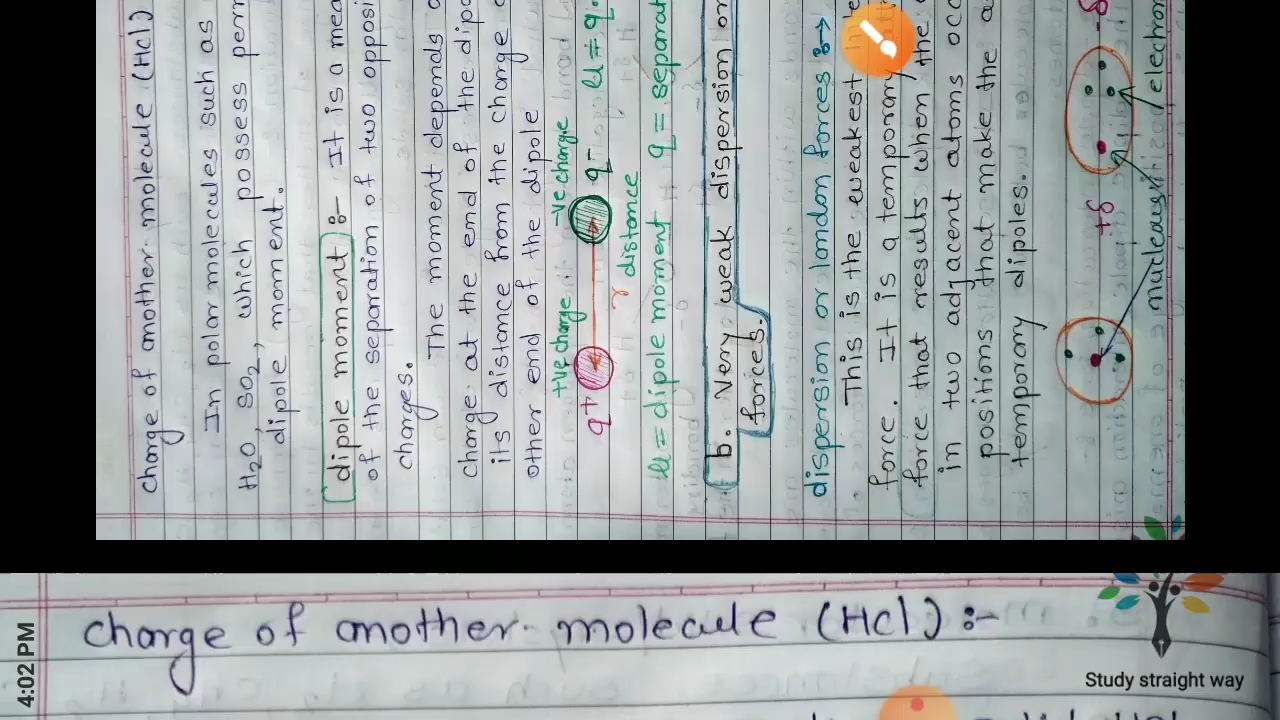 charge of another molecule (HCl)
In polar molecules such as
H2O, SO2, which possess perm
dipole moment.
dipole moment :- It is a mea
of the separation of two opposi
charges.
The moment depends o
charge at the end of the dipo
its distance from the charge
other end of the dipole
+ve charge -ve charge
q+ q- μ = q.
r distance
μ = dipole moment q = separat
b. Very weak dispersion or
forces.
dispersion or london forces :→
This is the weakest
force. It is a temporory
force that results when the
in two adjacent atoms occ
positions that make the a
temporory dipoles.
+δ -δ
nucleus electron
charge of another molecule (HCl) :-
Study straight way
4:02 PM